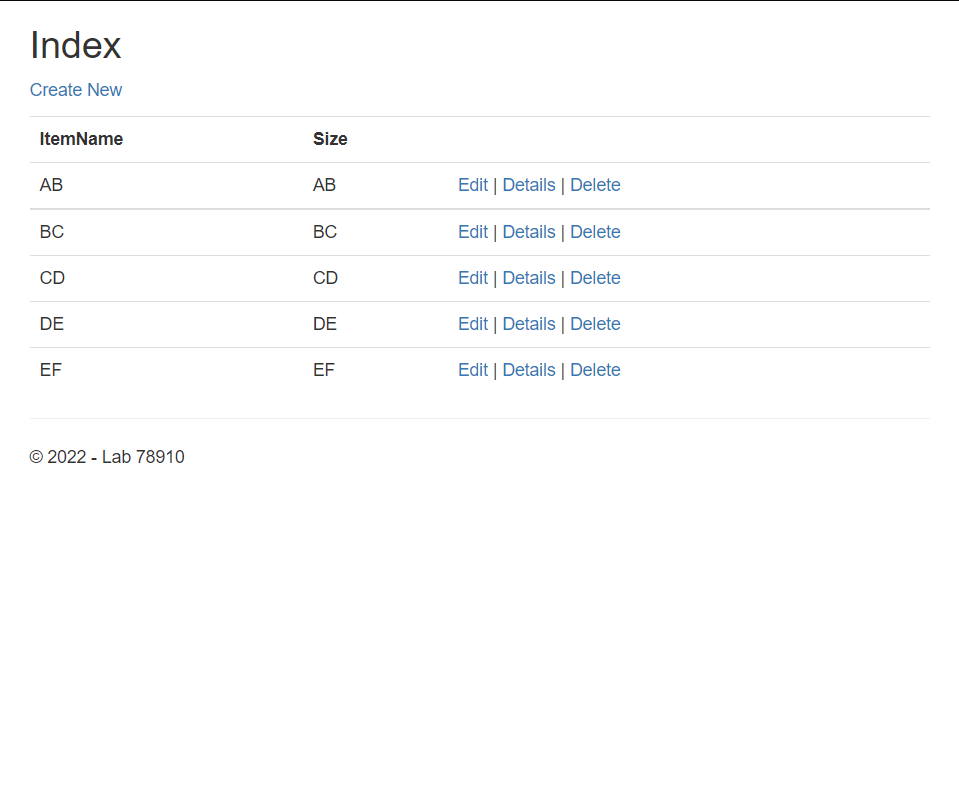 Index
Create New
ItemName Size
AB AB Edit | Details | Delete
BC BC Edit | Details | Delete
CD CD Edit | Details | Delete
DE DE Edit | Details | Delete
EF EF Edit | Details | Delete
© 2022 - Lab 78910